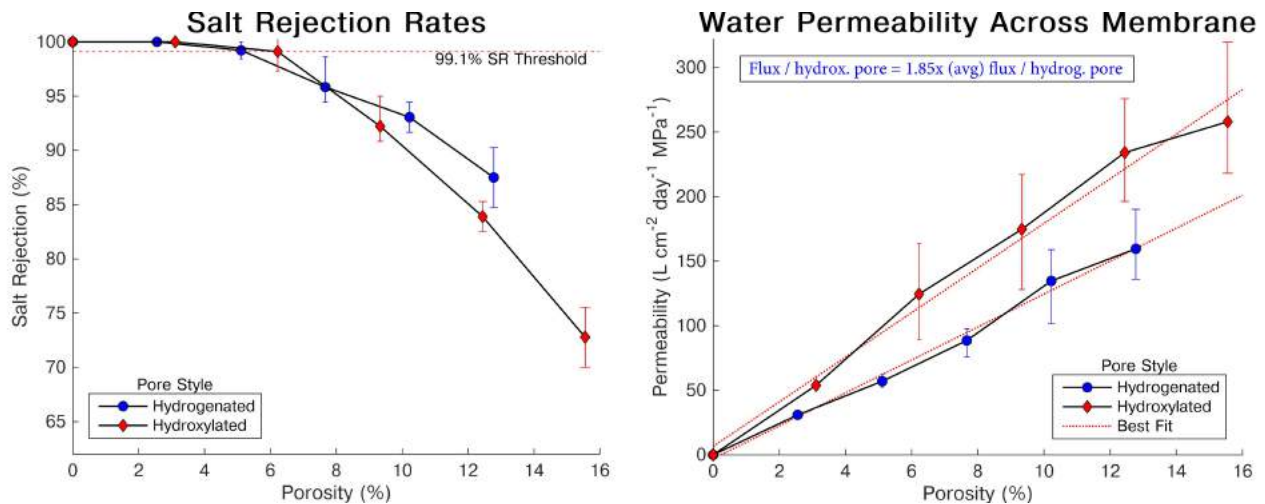 Salt Rejection Rates
100
95
90
85
80
75
70
65
Salt Rejection (%)
99.1% SR Threshold
Pore Style
Hydrogenated
Hydroxylated
0 2 4 6 8 10 12 14 16
Porosity (%)
Water Permeability Across Membrane
Flux / hydrox. pore = 1.85x (avg) flux / hydrog. pore
300
250
200
150
100
50
0
Permeability (L cm⁻² day⁻¹ MPa⁻¹)
Pore Style
Hydrogenated
Hydroxylated
Best Fit
0 2 4 6 8 10 12 14 16
Porosity (%)